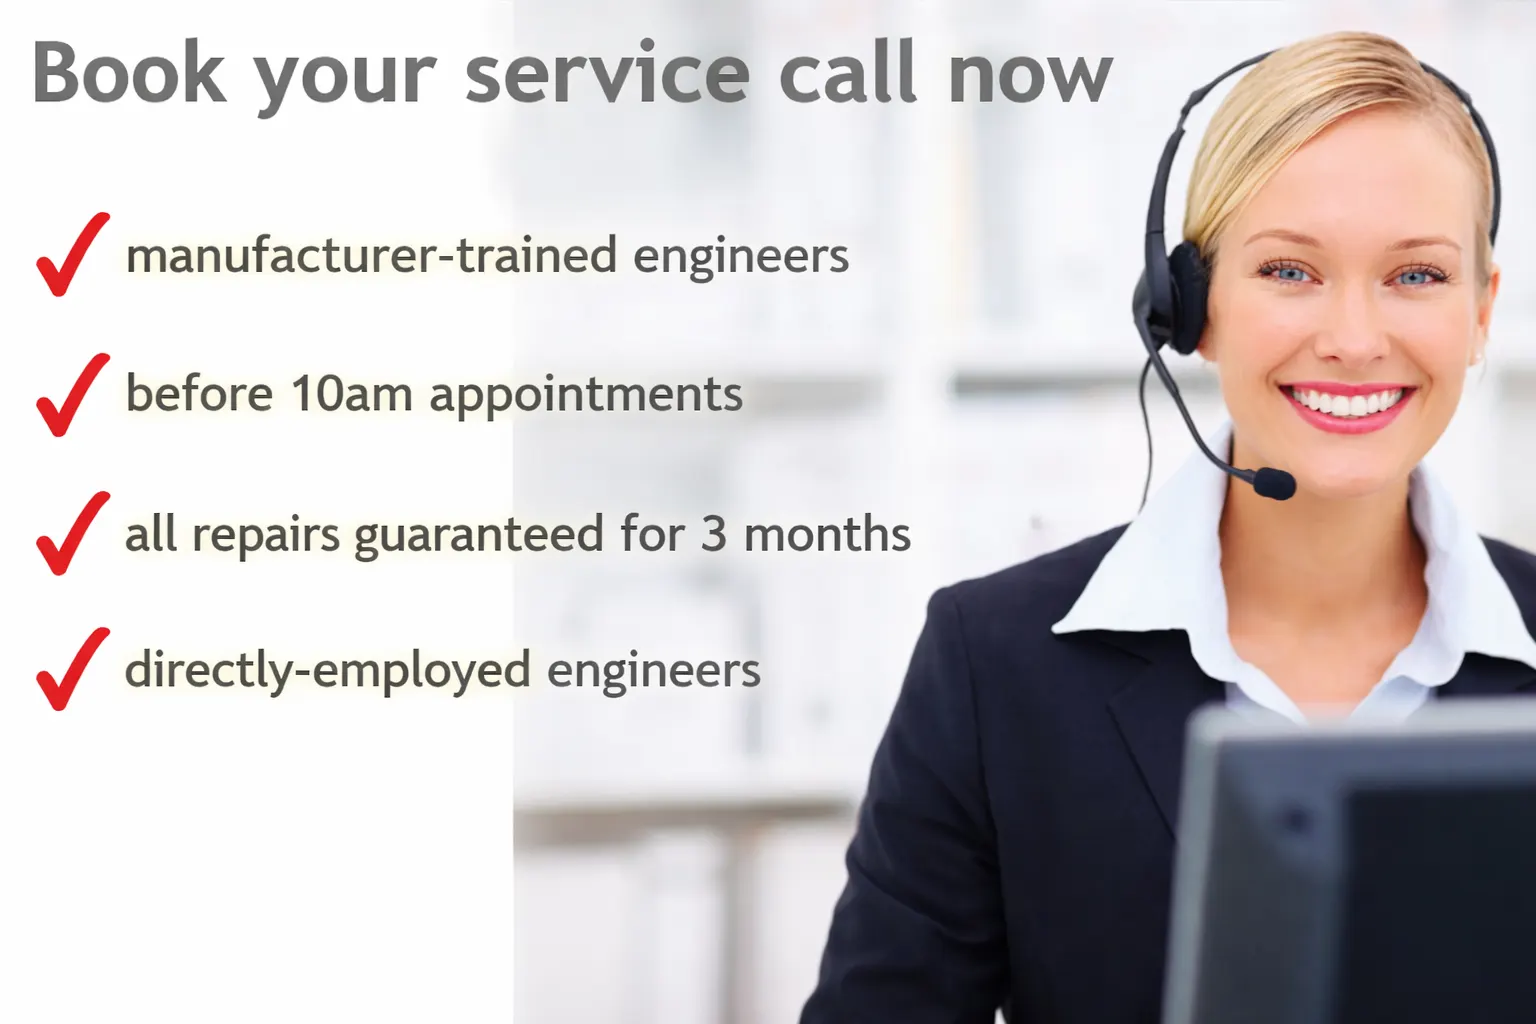 Book your service call now
manufacturer-trained engineers
before 10am appointments
all repairs guaranteed for 3 months
directly-employed engineers